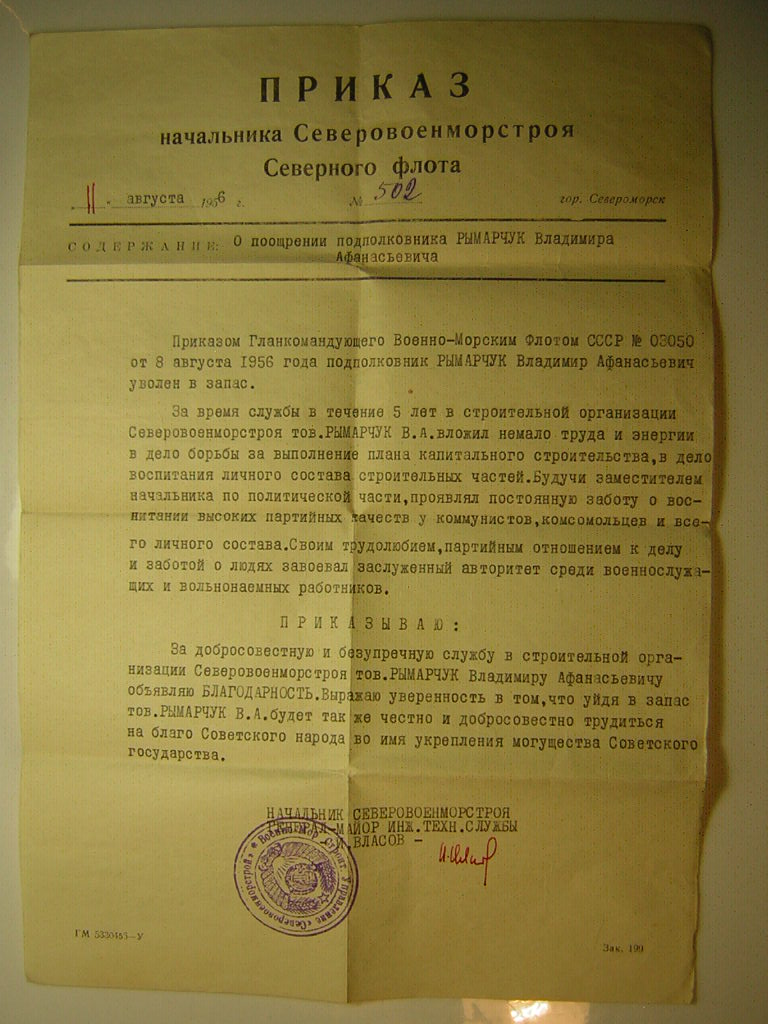 ПРИКАЗ
начальника Северовоенморстроя
Северного флота
„11" августа 1956 г. № 502 гор. Североморск
СОДЕРЖАНИЕ: О поощрении подполковника РЫМАРЧУК Владимира
Афанасьевича
Приказом Гланкомандующего Военно-Морским Флотом СССР № 03050
от 8 августа 1956 года подполковник РЫМАРЧУК Владимир Афанасьевич
уволен в запас.
За время службы в течение 5 лет в строительной организации
Северовоенморстроя тов.РЫМАРЧУК В.А.вложил немало труда и энергии
в дело борьбы за выполнение плана капитального строительства,в дело
воспитания личного состава строительных частей.Будучи заместителем
начальника по политической части,проявлял постоянную заботу о вос-
питании высоких партийных качеств у коммунистов,комсомольцев и все-
го личного состава.Своим трудолюбием,партийным отношением к делу
и заботой о людях завоевал заслуженный авторитет среди военнослужа-
щих и вольнонаемных работников.
ПРИКАЗЫВАЮ:
За добросовестную и безупречную службу в строительной орга-
низации Северовоенморстроя тов.РЫМАРЧУК Владимиру Афанасьевичу
объявляю БЛАГОДАРНОСТЬ.Выражаю уверенность в том,что уйдя в запас
тов.РЫМАРЧУК В.А.будет так же честно и добросовестно трудиться
на благо Советского народа во имя укрепления могущества Советского
государства.
НАЧАЛЬНИК СЕВЕРОВОЕННМОРСТРОЯ
ГЕНЕРАЛ-МАЙОР ИНЖ.ТЕХН.СЛУЖБЫ
ВЛАСОВ -
Управление «Северовоенморстрой»
ГМ 5330455—У
Зак. 199